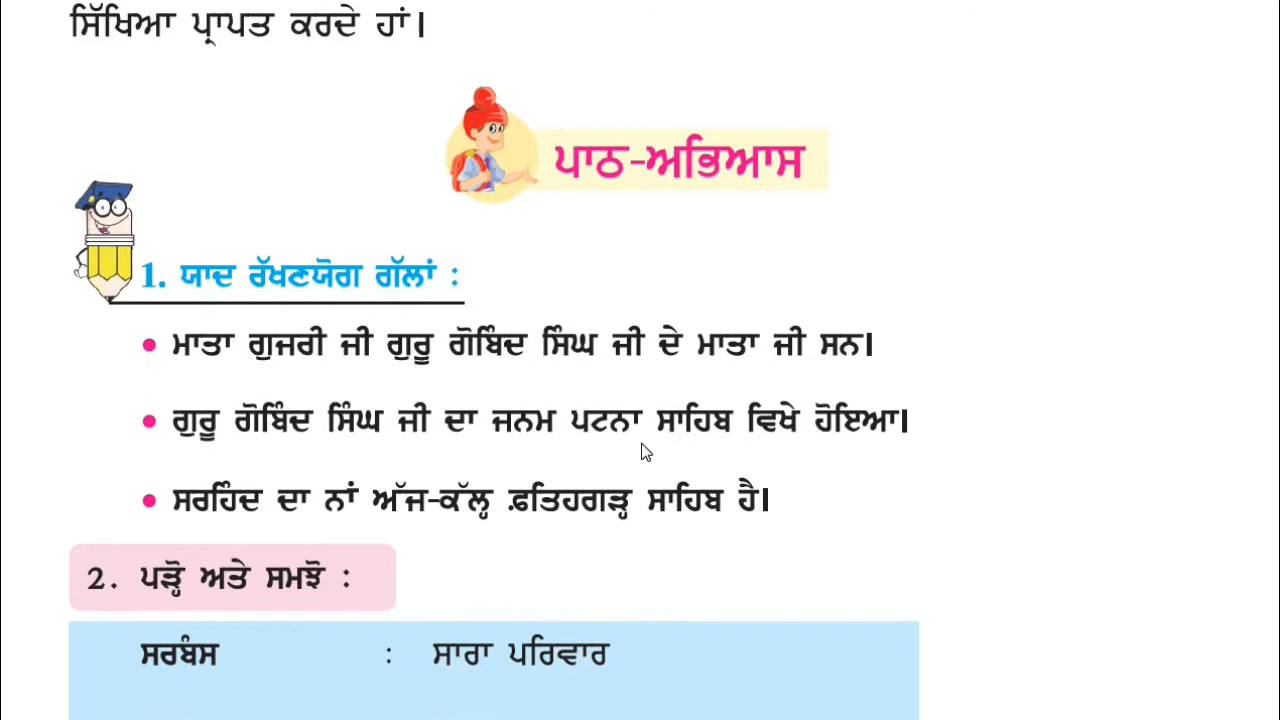 ਸਿੱਖਿਆ ਪ੍ਰਾਪਤ ਕਰਦੇ ਹਾਂ।
ਪਾਠ-ਅਭਿਆਸ
1. ਯਾਦ ਰੱਖਣਯੋਗ ਗੱਲਾਂ :
• ਮਾਤਾ ਗੁਜਰੀ ਜੀ ਗੁਰੂ ਗੋਬਿੰਦ ਸਿੰਘ ਜੀ ਦੇ ਮਾਤਾ ਜੀ ਸਨ।
• ਗੁਰੂ ਗੋਬਿੰਦ ਸਿੰਘ ਜੀ ਦਾ ਜਨਮ ਪਟਨਾ ਸਾਹਿਬ ਵਿਖੇ ਹੋਇਆ।
• ਸਰਹਿੰਦ ਦਾ ਨਾਂ ਅੱਜ-ਕੱਲ੍ਹ ਫ਼ਤਿਹਗੜ੍ਹ ਸਾਹਿਬ ਹੈ।
2. ਪੜ੍ਹੋ ਅਤੇ ਸਮਝੋ :
ਸਰਬੰਸ : ਸਾਰਾ ਪਰਿਵਾਰ